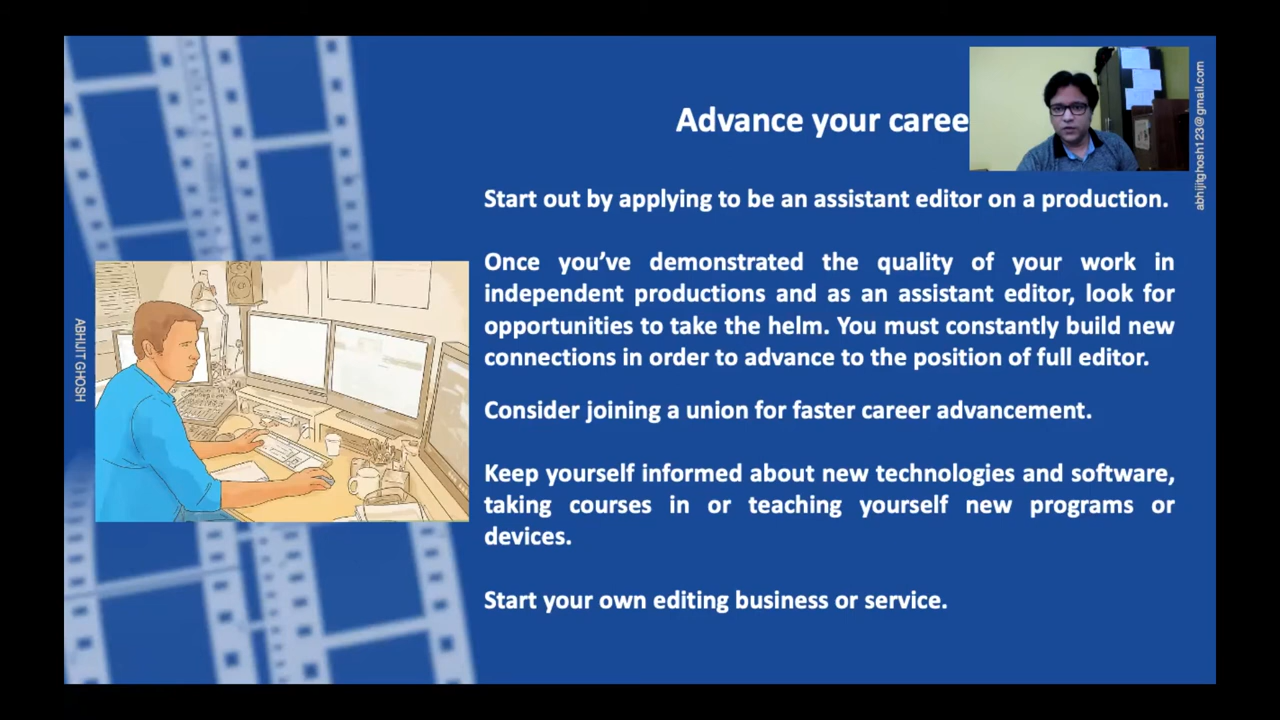 Advance your caree
abhijitghosh123@gmail.com
Start out by applying to be an assistant editor on a production.
Once you’ve demonstrated the quality of your work in
independent productions and as an assistant editor, look for
opportunities to take the helm. You must constantly build new
connections in order to advance to the position of full editor.
ABHIJIT GHOSH
Consider joining a union for faster career advancement.
Keep yourself informed about new technologies and software,
taking courses in or teaching yourself new programs or
devices.
Start your own editing business or service.